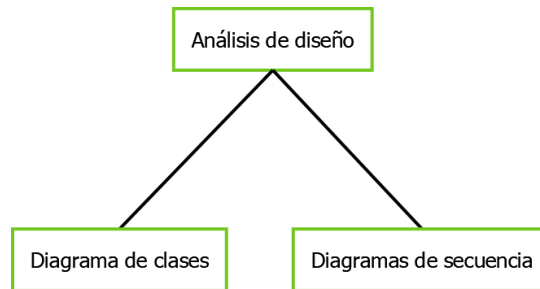 Análisis de diseño
Diagrama de clases
Diagramas de secuencia